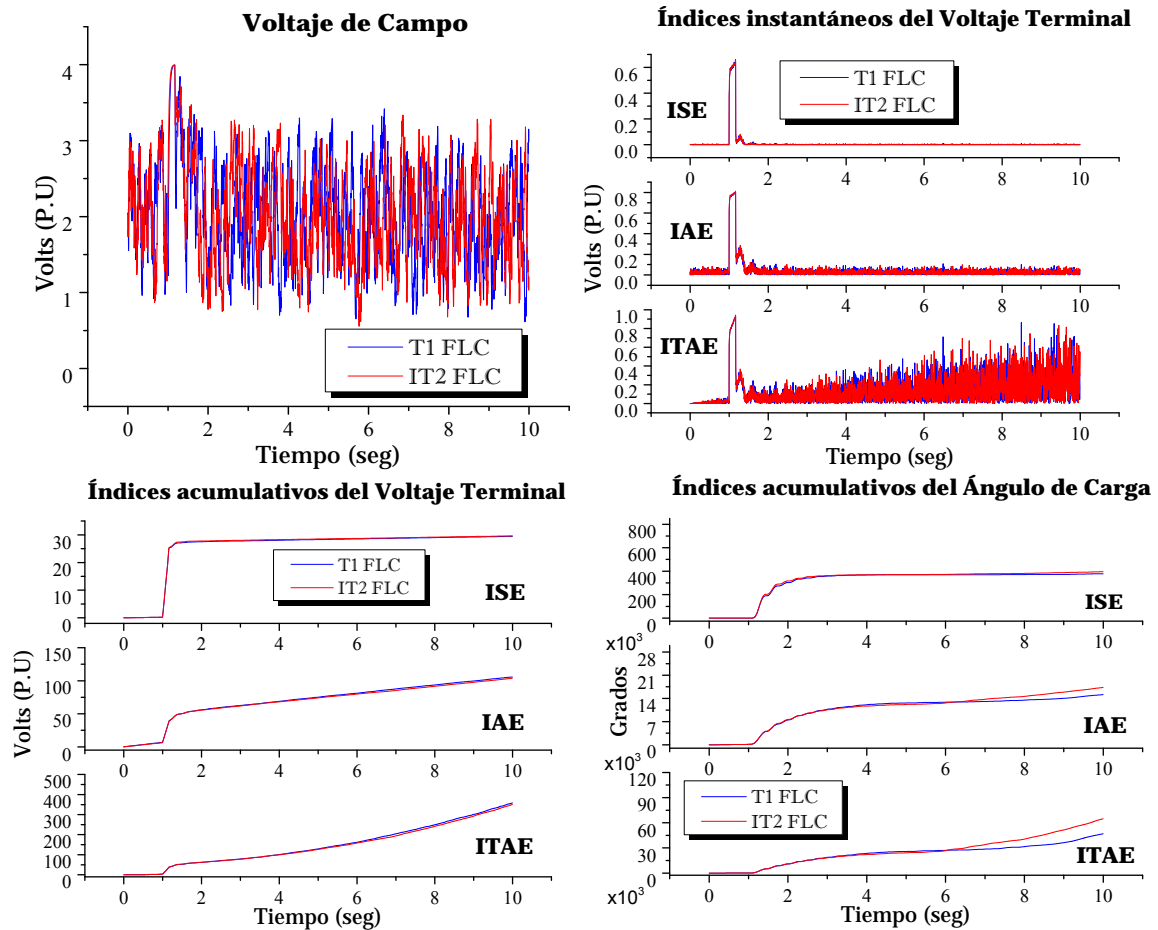 Voltaje de Campo
4
3
2
1
0
Volts (P.U)
T1 FLC
IT2 FLC
0 2 4 6 8 10
Tiempo (seg)
Índices instantáneos del Voltaje Terminal
T1 FLC
IT2 FLC
ISE
0.6
0.4
0.2
0.0
0 2 4 6 8 10
Volts (P.U
IAE
0.8
0.6
0.4
0.2
0.0
0 2 4 6 8 10
ITAE
1.0
0.8
0.6
0.4
0.2
0.0
0 2 4 6 8 10
Tiempo (seg)
Índices acumulativos del Voltaje Terminal
30
20
10
0
T1 FLC
IT2 FLC
ISE
0 2 4 6 8 10
Volts (P.U)
150
100
50
0
IAE
0 2 4 6 8 10
500
400
300
200
100
0
ITAE
0 2 4 6 8 10
Tiempo (seg)
Índices acumulativos del Ángulo de Carga
800
600
400
200
0
ISE
x10³
0 2 4 6 8 10
Grados
28
21
14
7
0
IAE
x10³
0 2 4 6 8 10
120
90
60
30
0
T1 FLC
IT2 FLC
ITAE
x10³
0 2 4 6 8 10
Tiempo (seg)